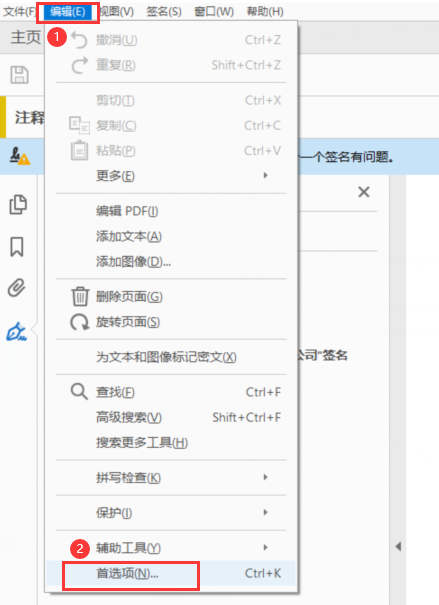 文件(F) 编辑(E) 视图(V) 签名(S) 窗口(W) 帮助(H)
主页 1 撤消(U) Ctrl+Z
重复(R) Shift+Ctrl+Z
剪切(T) Ctrl+X
注释 复制(C) Ctrl+C
粘贴(P) Ctrl+V 一个签名有问题。
更多(E)
编辑 PDF(I)
添加文本(A)
添加图像(D)...
删除页面(G)
旋转页面(S)
为文本和图像标记密文(X) 公司"签名
查找(F) Ctrl+F
高级搜索(V) Shift+Ctrl+F
搜索更多工具(H)
拼写检查(K)
保护(I)
2 辅助工具(Y)
首选项(N)... Ctrl+K